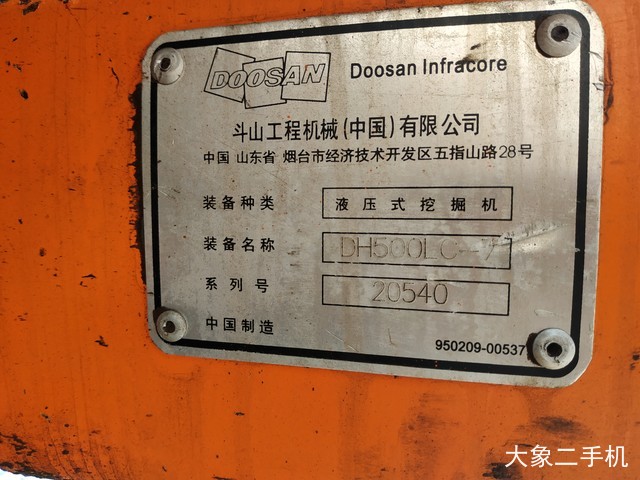 DOOSAN Doosan Infracore
斗山工程机械(中国)有限公司
中国 山东省 烟台市经济技术开发区五指山路28号
装备种类 液压式挖掘机
装备名称 DH500LC-7
系列号 20540
中国制造
950209-00537
大象二手机